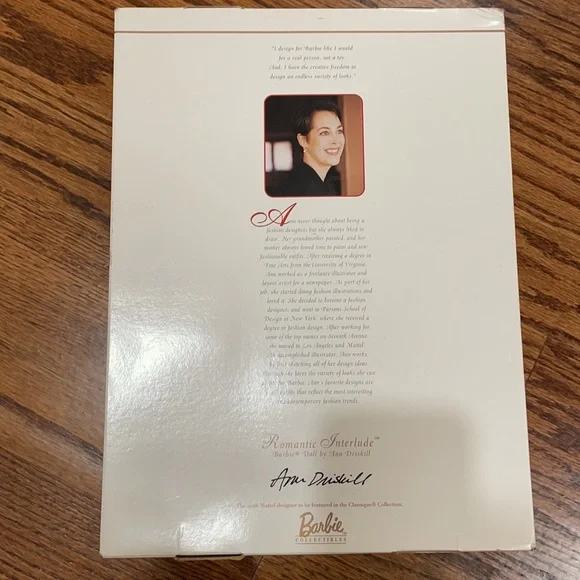 "I design for Barbie like I would
for a real person, not a toy.
And, I have the creative freedom to
design an endless variety of looks."
Ann never thought about being a
fashion designer, but she always liked to
draw. Her grandmother painted, and her
mother always loved to paint and sew
fashionable outfits. After receiving a degree in
Fine Arts from the University of Virginia,
Ann worked as a freelance illustrator and
layout artist for a newspaper. As part of her
job, she started doing fashion illustrations and
loved it. She decided to become a fashion
designer, and went to Parsons School of
Design in New York, where she received a
degree in fashion design. After working for
some of the top names on Seventh Avenue
she moved to Los Angeles and Mattel.
accomplished illustrator, Ann works
first sketching all of her design ideas.
she loves the variety of looks she can
for Barbie. Ann's favorite designs are
that reflect the most interesting
contemporary fashion trends.
Romantic Interlude™
Barbie® Doll by Ann Driskill
Ann Driskill
Mattel designer to be featured in the Classique® Collection.
Barbie
COLLECTIBLES